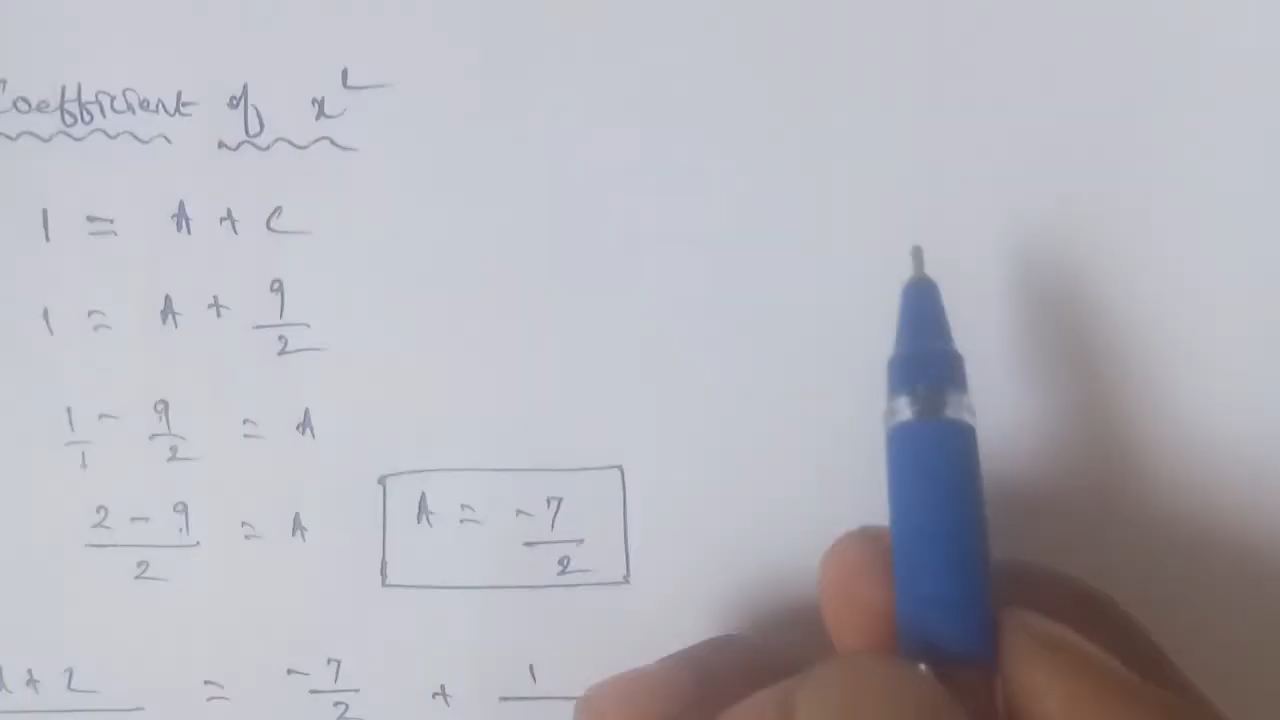 Coefficient of x²
1 = A + C
1 = A + 9/2
1/1 - 9/2 = A
2 - 9/2 = A
A = -7/2
+ 2 = -7/2 + 1